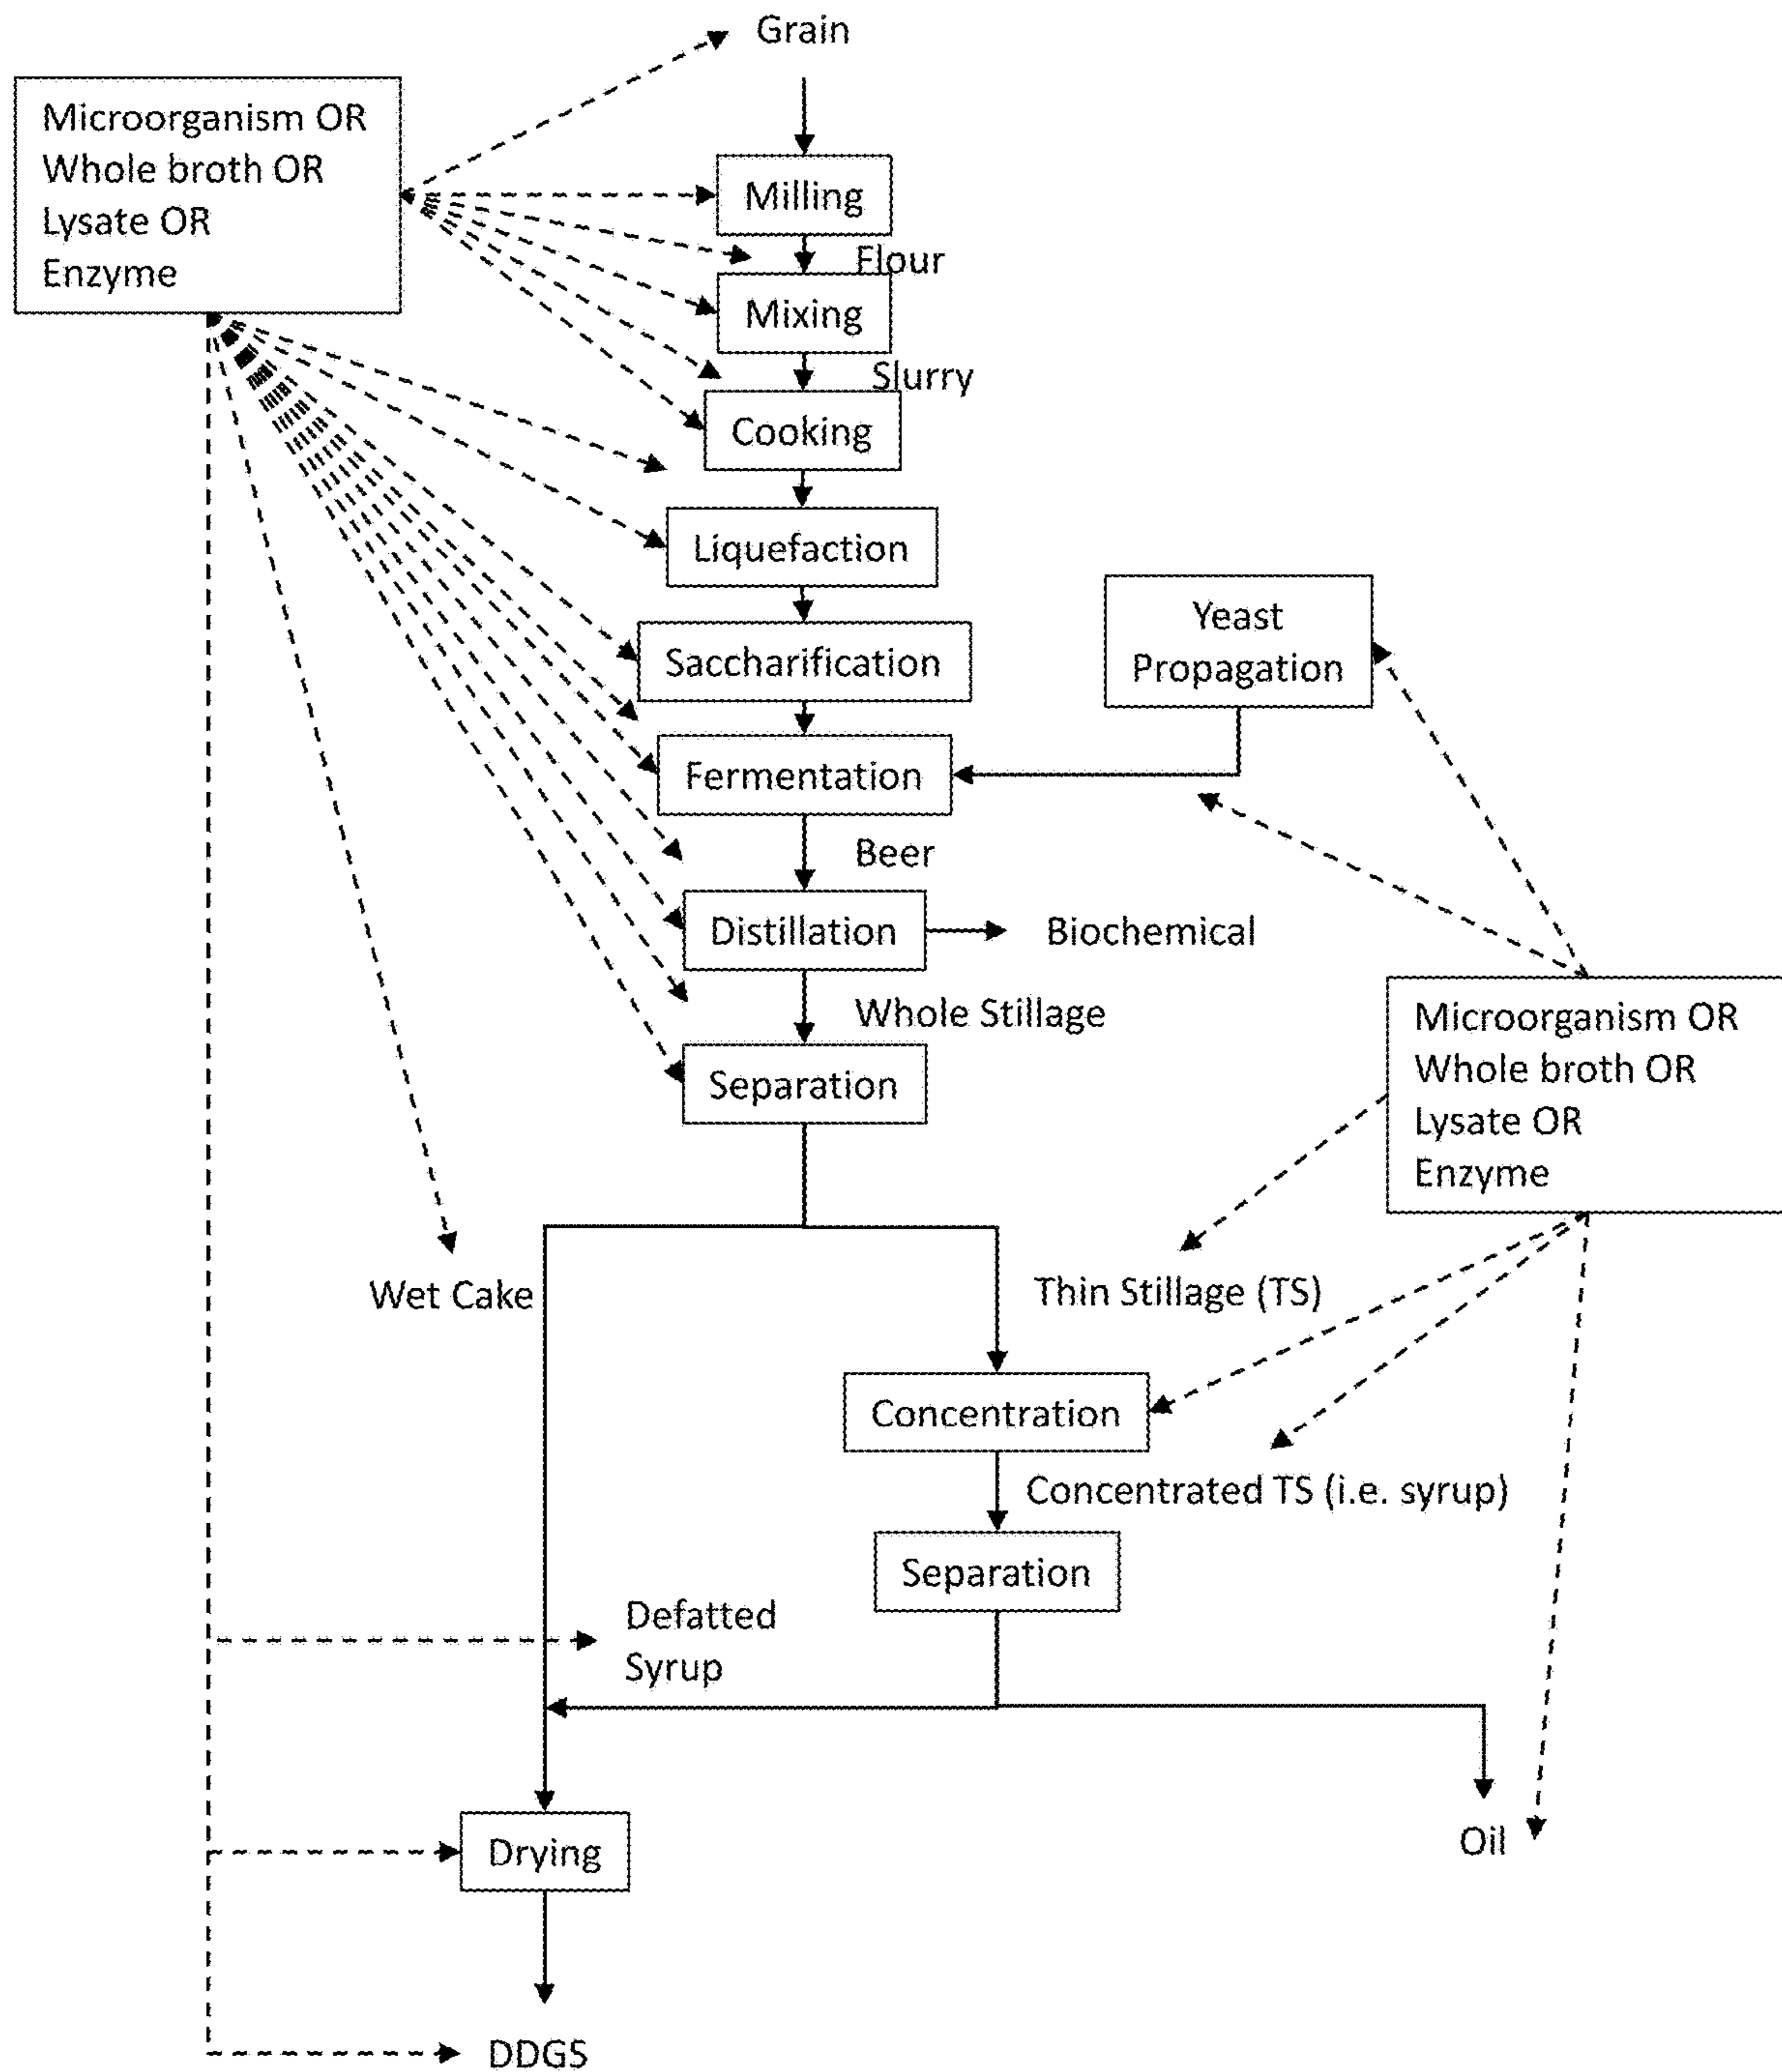 Grain
Microorganism OR
Whole broth OR
Lysate OR
Enzyme
Milling
Flour
Mixing
Slurry
Cooking
Liquefaction
Yeast
Propagation
Saccharification
Fermentation
Beer
Distillation
Biochemical
Whole Stillage
Microorganism OR
Whole broth OR
Lysate OR
Enzyme
Separation
Wet Cake
Thin Stillage (TS)
Concentration
Concentrated TS (i.e. syrup)
Separation
Defatted
Syrup
Drying
Oil
DDGS